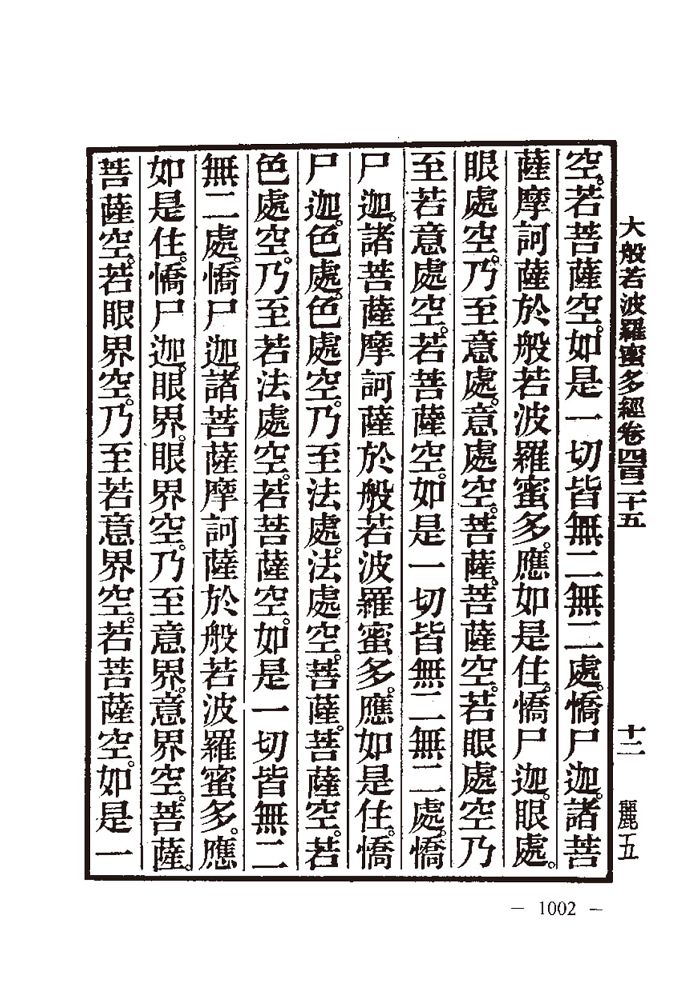 大般若波羅蜜多經卷四百二十五
十二
麗五
空。若菩薩空。如是一切皆無二無二處。憍尸迦。諸菩
薩摩訶薩於般若波羅蜜多。應如是住。憍尸迦。眼處。
眼處空。乃至意處。意處空。菩薩。菩薩空。若眼處空。乃
至若意處空。若菩薩空。如是一切皆無二無二處。憍
尸迦。諸菩薩摩訶薩於般若波羅蜜多。應如是住。憍
尸迦。色處。色處空。乃至法處。法處空。菩薩。菩薩空。若
色處空。乃至若法處空。若菩薩空。如是一切皆無二
無二處。憍尸迦。諸菩薩摩訶薩於般若波羅蜜多。應
如是住。憍尸迦。眼界。眼界空。乃至意界。意界空。菩薩。
菩薩空。若眼界空。乃至若意界空。若菩薩空。如是一
— 1002 —